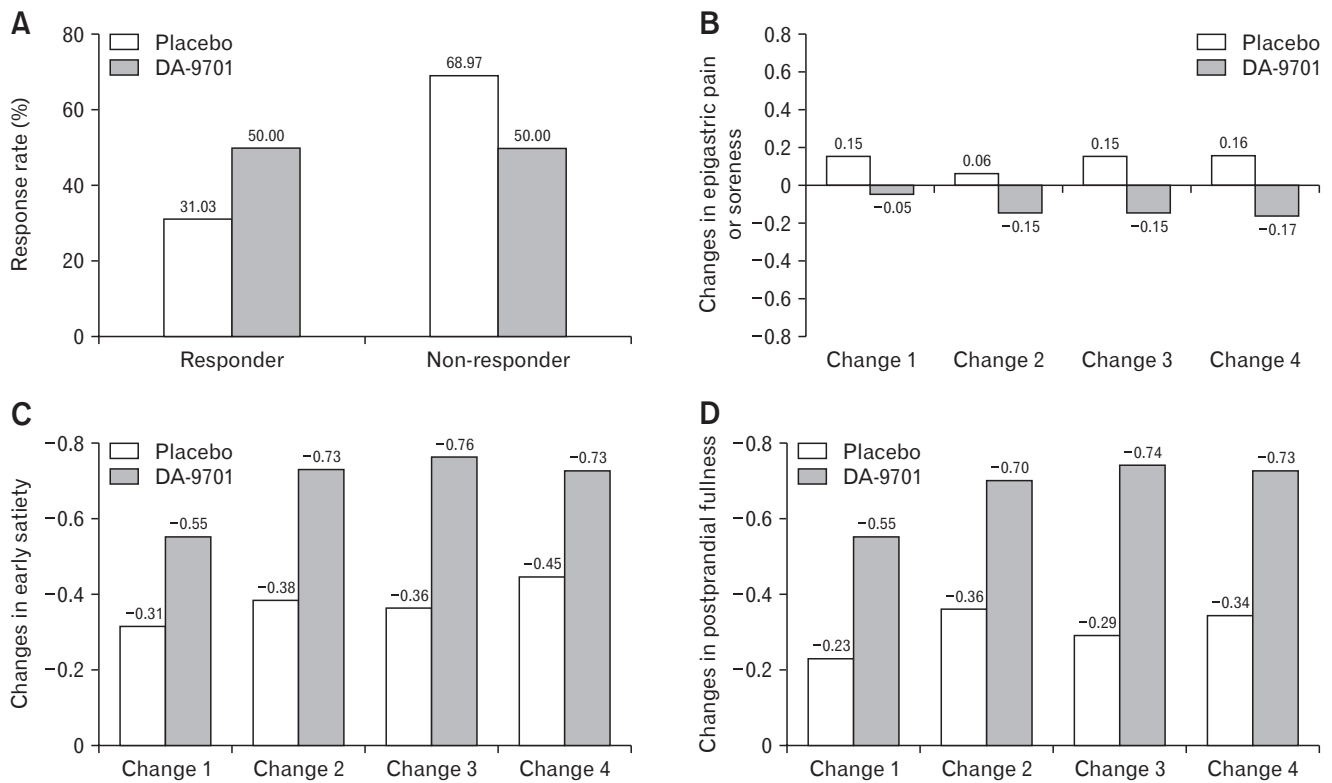 A
Response rate (%)
80
60
40
20
0
Placebo
DA-9701
31.03
50.00
68.97
50.00
Responder
Non-responder
B
Changes in epigastric pain
or soreness
0.8
0.6
0.4
0.2
0
−0.2
−0.4
−0.6
−0.8
Placebo
DA-9701
0.15
−0.05
0.06
−0.15
0.15
−0.15
0.16
−0.17
Change 1
Change 2
Change 3
Change 4
C
Changes in early satiety
−0.8
−0.6
−0.4
−0.2
0
Placebo
DA-9701
−0.31
−0.55
−0.38
−0.73
−0.36
−0.76
−0.45
−0.73
Change 1
Change 2
Change 3
Change 4
D
Changes in postprandial fullness
−0.8
−0.6
−0.4
−0.2
0
Placebo
DA-9701
−0.23
−0.55
−0.36
−0.70
−0.29
−0.74
−0.34
−0.73
Change 1
Change 2
Change 3
Change 4